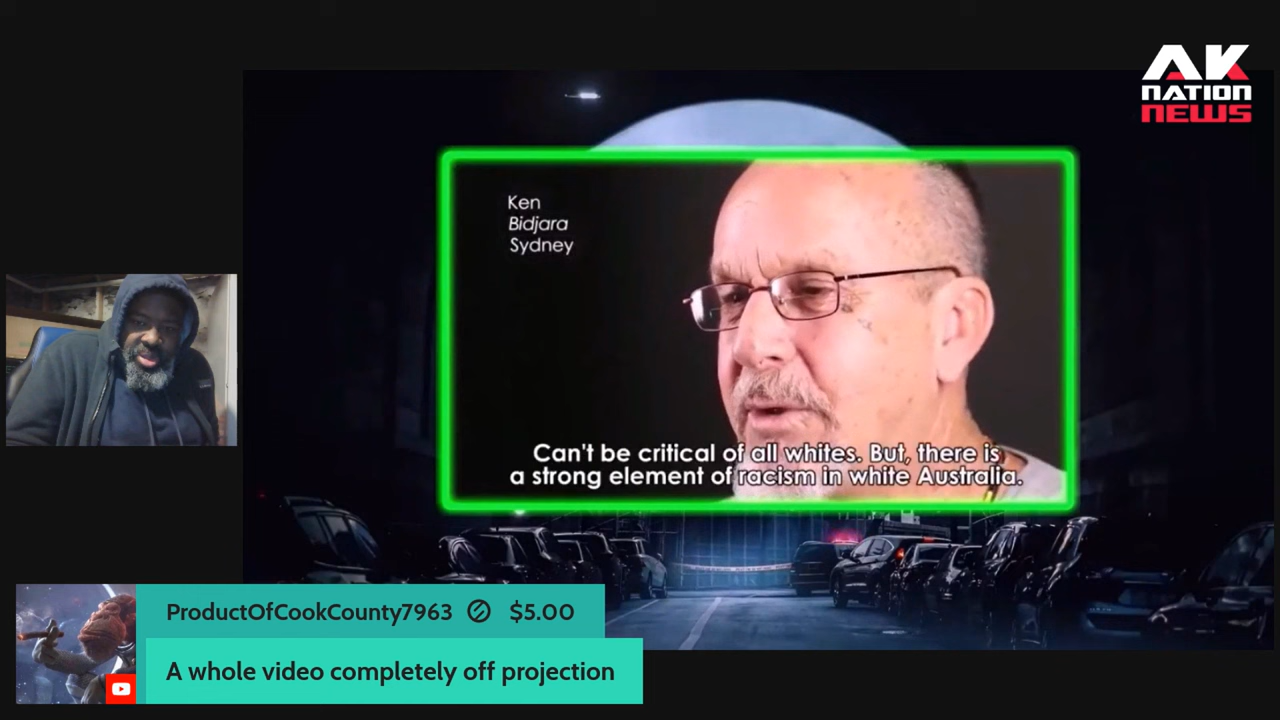 AK
NATION
NEWS
Ken
Bidjara
Sydney
Can't be critical of all whites. But, there is
a strong element of racism in white Australia.
ProductOfCookCounty7963 $5.00
A whole video completely off projection